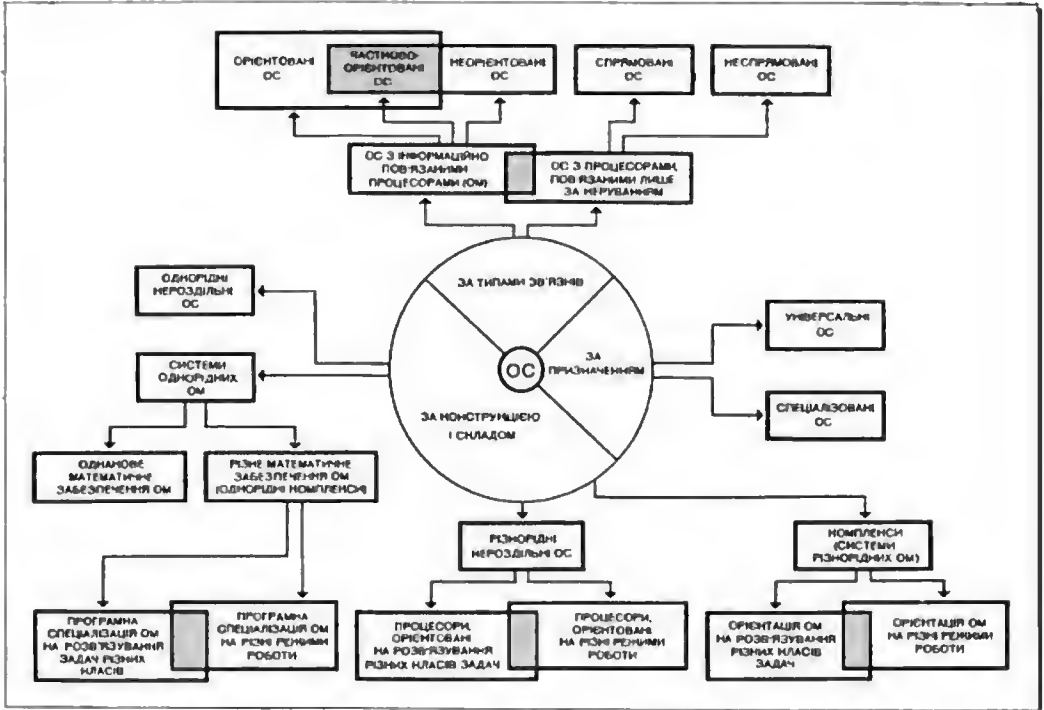 ОРІЄНТОВАНІ
ОС
ЧАСТКОВО-
ОРІЄНТОВАНІ
ОС
НЕОРІЄНТОВАНІ
ОС
СПРЯМОВАНІ
ОС
НЕСПРЯМОВАНІ
ОС
ОС З ІНФОРМАЦІЙНО
ПОВ'ЯЗАНИМИ
ПРОЦЕСОРАМИ (ОМ)
ОС З ПРОЦЕССОРАМИ,
ПОВ'ЯЗАНИМИ ЛИШЕ
ЗА КЕРУВАННЯМ
ЗА ТИПАМИ ЗВ'ЯЗКІВ
ОДНОРІДНІ
НЕРОЗДІЛЬНІ
ОС
УНІВЕРСАЛЬНІ
ОС
СИСТЕМИ
ОДНОРІДНИХ
ОМ
ОС
ЗА
ПРИЗНАЧЕННЯМ
ЗА КОНСТРУКЦІЄЮ
І СКЛАДОМ
СПЕЦІАЛІЗОВАНІ
ОС
ОДНАКОВЕ
МАТЕМАТИЧНЕ
ЗАБЕЗПЕЧЕННЯ ОМ
РІЗНЕ МАТЕМАТИЧНЕ
ЗАБЕЗПЕЧЕННЯ ОМ
(ОДНОРІДНІ КОМПЛЕКСИ)
РІЗНОРІДНІ
НЕРОЗДІЛЬНІ ОС
КОМПЛЕКСИ
(СИСТЕМИ
РІЗНОРІДНИХ ОМ)
ПРОГРАМНА
СПЕЦІАЛІЗАЦІЯ ОМ
НА РОЗВ'ЯЗУВАННЯ
ЗАДАЧ РІЗНИХ
КЛАСІВ
ПРОГРАМНА
СПЕЦІАЛІЗАЦІЯ ОМ
НА РІЗНІ РЕЖИМИ
РОБОТИ
ПРОЦЕСОРИ,
ОРІЄНТОВАНІ
НА РОЗВ'ЯЗУВАННЯ
РІЗНИХ КЛАСІВ ЗАДАЧ
ПРОЦЕСОРИ,
ОРІЄНТОВАНІ
НА РІЗНІ РЕЖИМИ
РОБОТИ
ОРІЄНТАЦІЯ ОМ
НА РОЗВ'ЯЗУВАННЯ
РІЗНИХ КЛАСІВ
ЗАДАЧ
ОРІЄНТАЦІЯ ОМ
НА РІЗНІ РЕЖИМИ
РОБОТИ